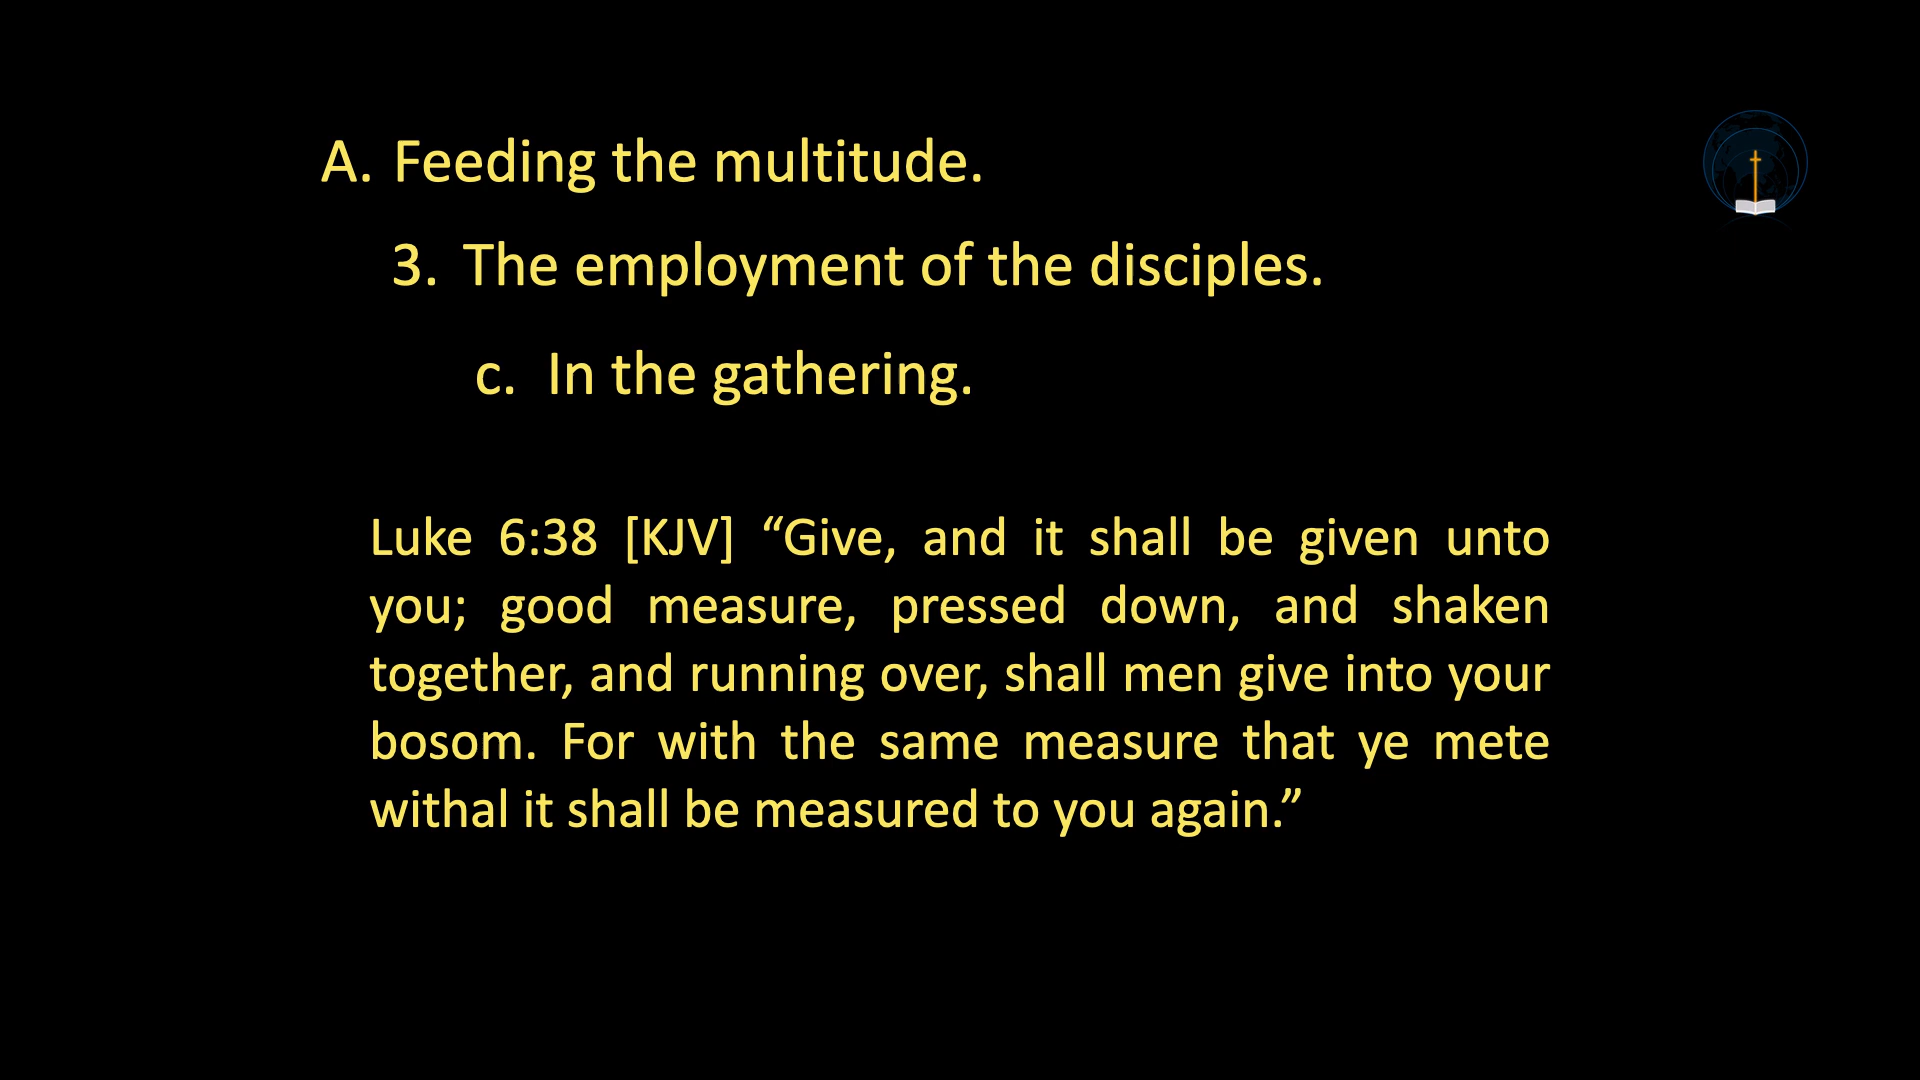 A. Feeding the multitude.
3. The employment of the disciples.
c. In the gathering.
Luke 6:38 [KJV] “Give, and it shall be given unto
you; good measure, pressed down, and shaken
together, and running over, shall men give into your
bosom. For with the same measure that ye mete
withal it shall be measured to you again.”